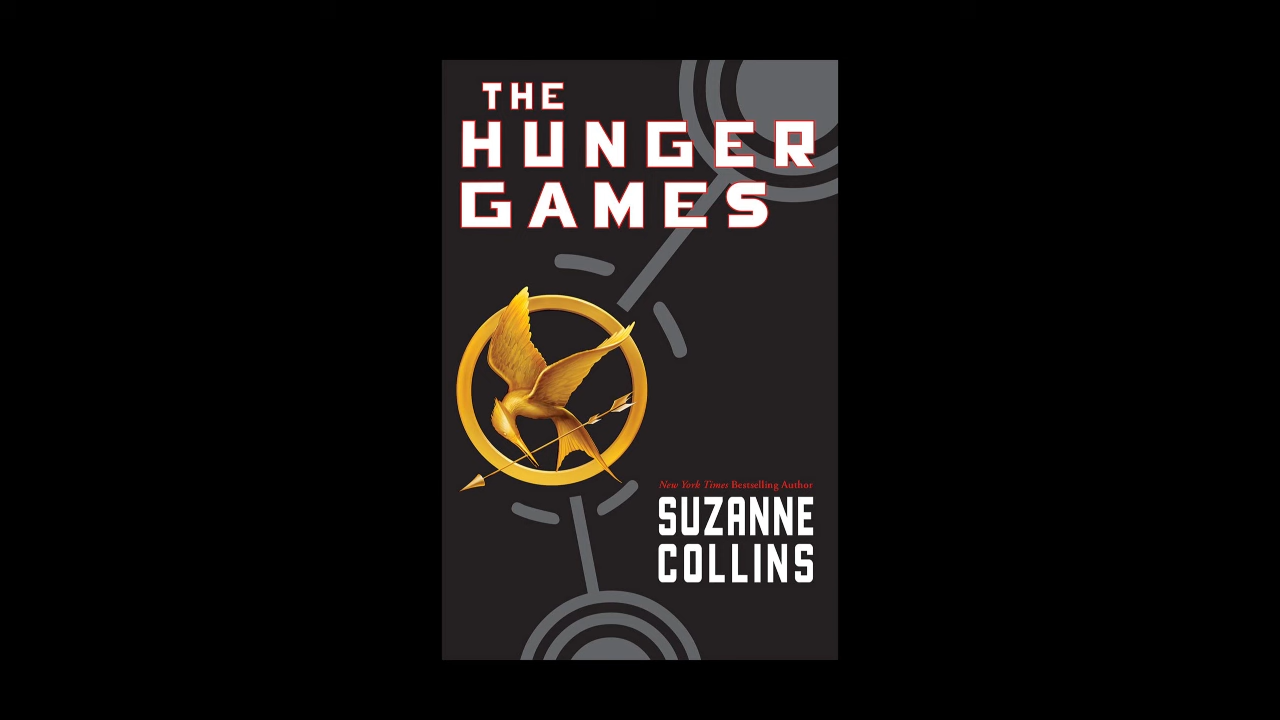 THE
HUNGER
GAMES
New York Times Bestselling Author
SUZANNE
COLLINS